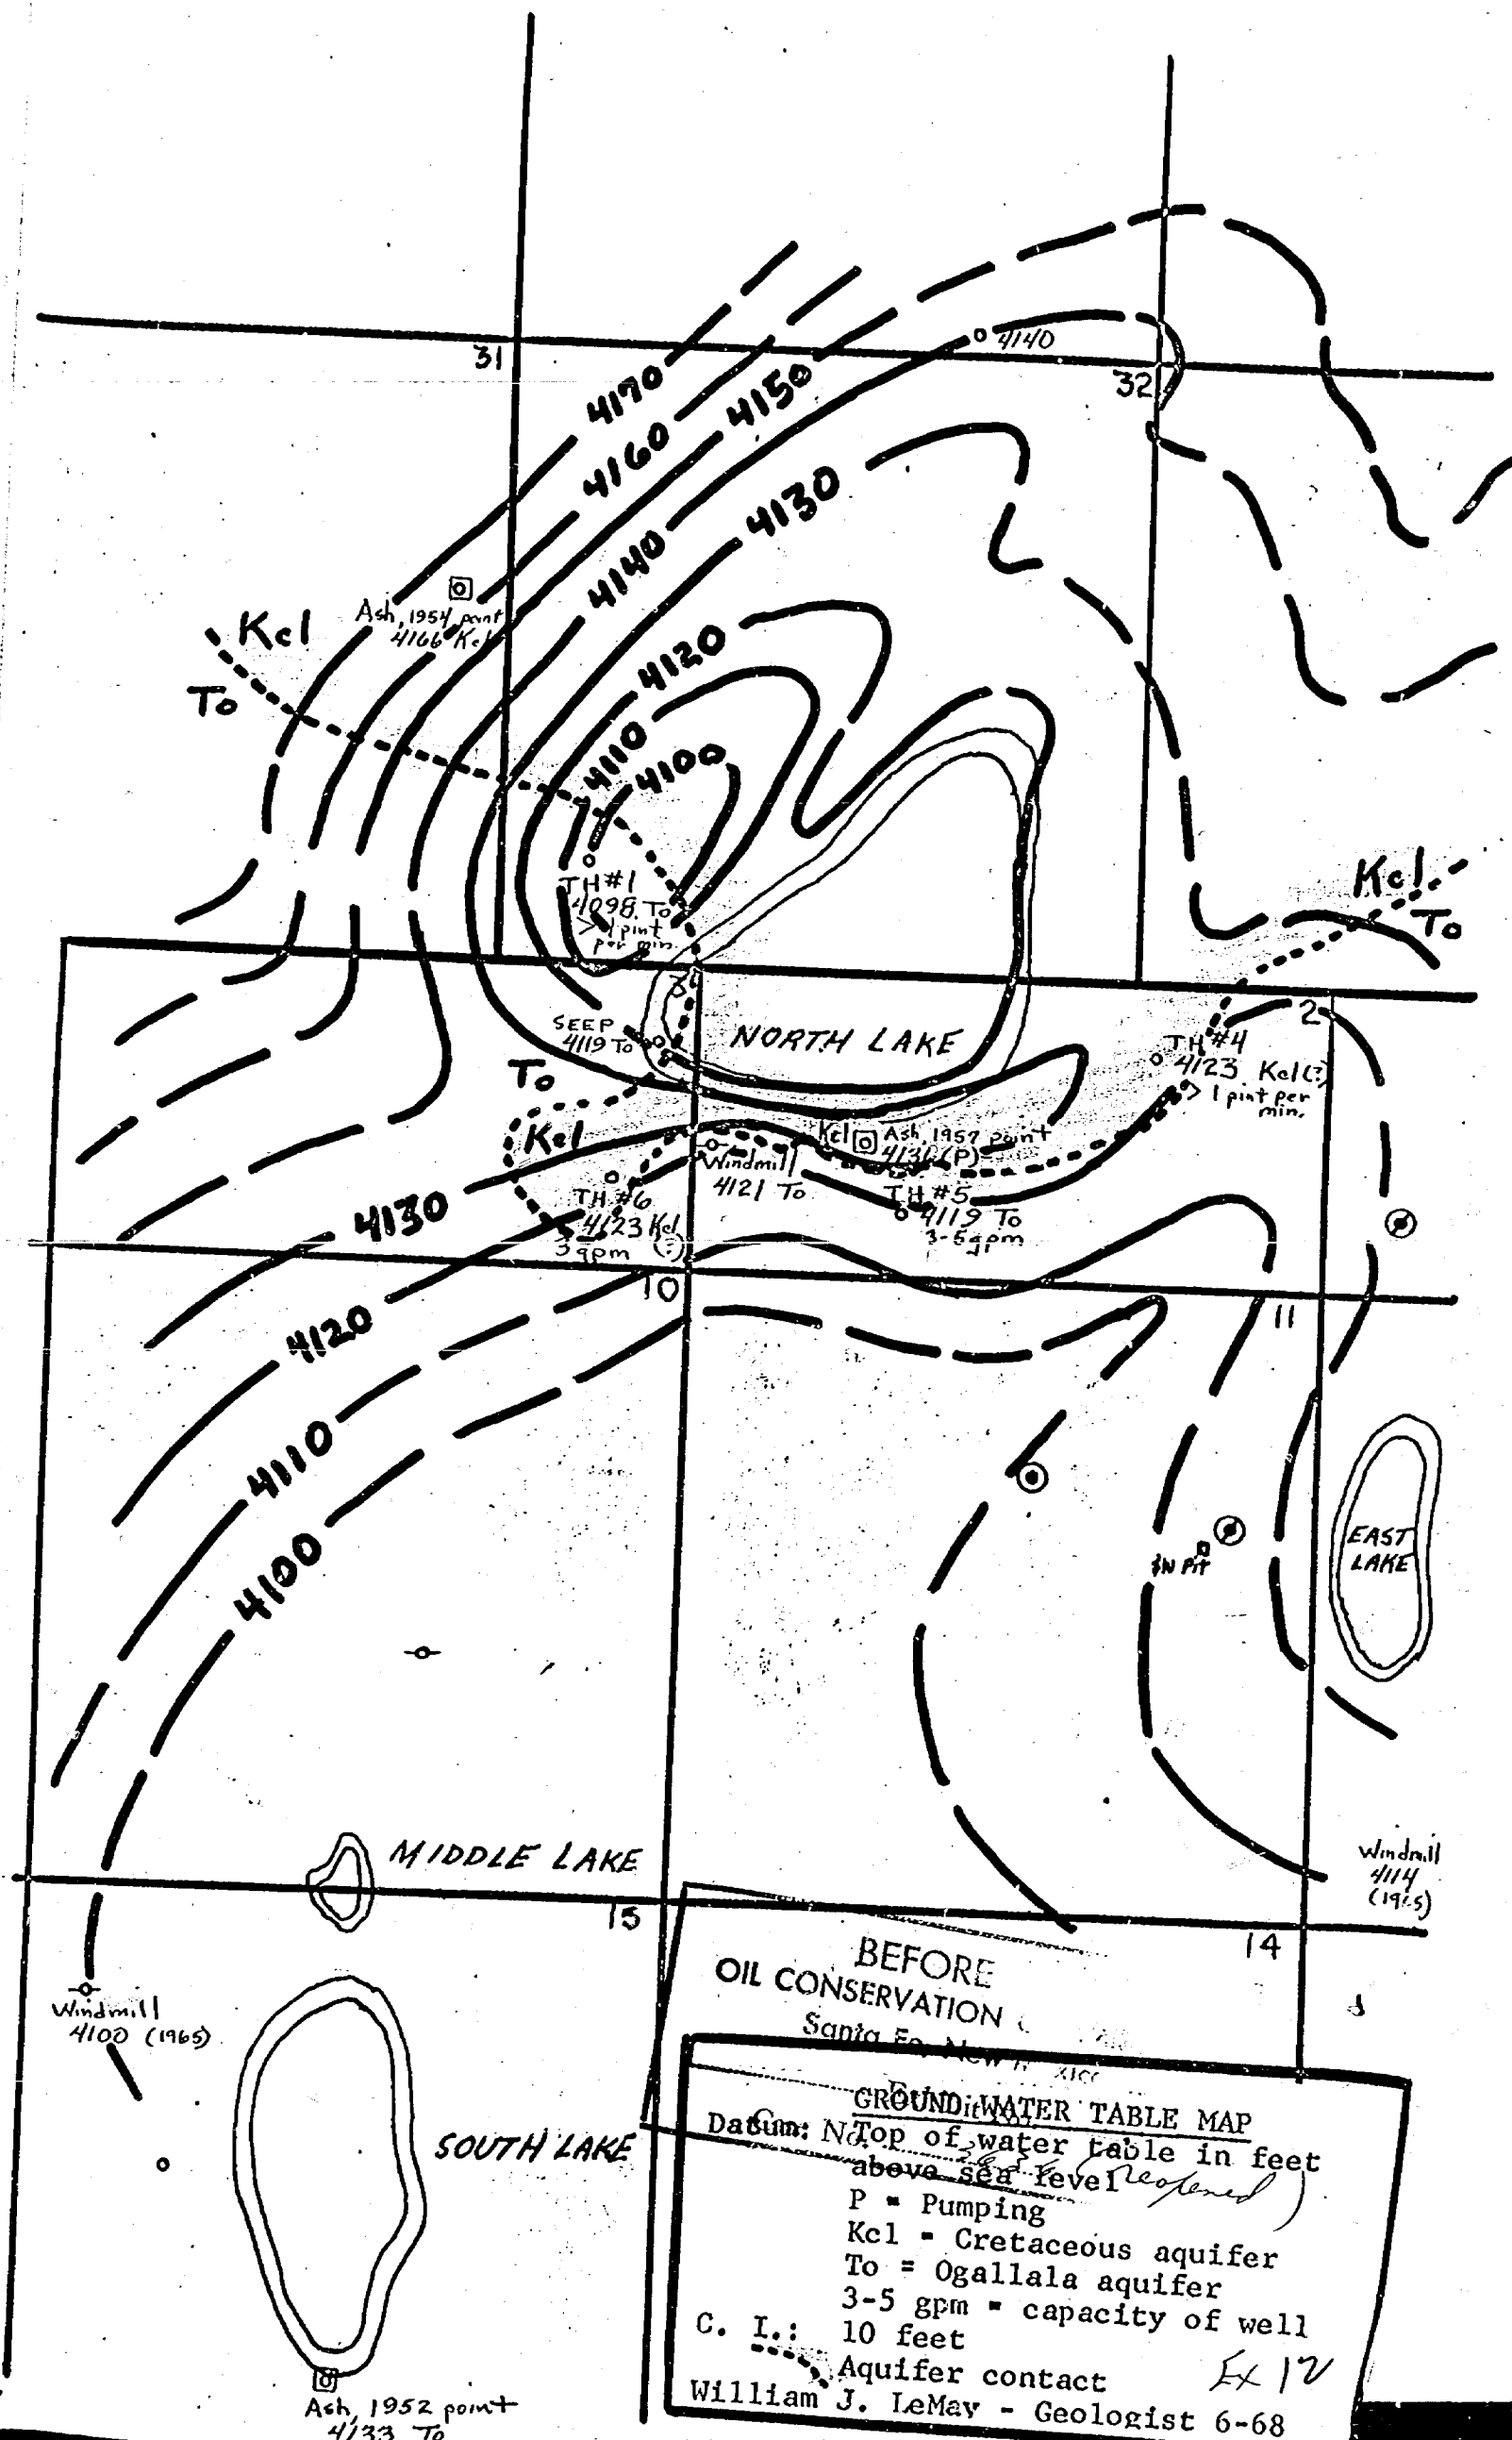 31
4140
32
4170
4160
4150
4140
4130
Ash, 1954 point
4166 Kcl
Kcl
To
4120
4110
4100
TH #1
4098 To
> 1 pint
per min.
Kcl
To
SEEP
4119 To
NORTH LAKE
2
TH #4
4123 Kcl(?)
> 1 pint per
min.
To
Kcl
Kcl
Ash, 1957 point
4136 (P)
Windmill
4121 To
TH #5
4119 To
3-5 gpm
TH #6
4123 Kcl
3 gpm (?)
4130
10
11
4120
4110
4100
EAST
LAKE
Pit
MIDDLE LAKE
Windmill
4114
(1965)
15
14
Windmill
4100 (1965)
SOUTH LAKE
Ash, 1952 point
4133 To
BEFORE
OIL CONSERVATION
Santa Fe, New
GROUND WATER TABLE MAP
Datum: Top of water table in feet
above sea level
(Reopened)
P = Pumping
Kcl = Cretaceous aquifer
To = Ogallala aquifer
3-5 gpm = capacity of well
C. I.: 10 feet
Aquifer contact
Ex 12
William J. LeMay - Geologist 6-68